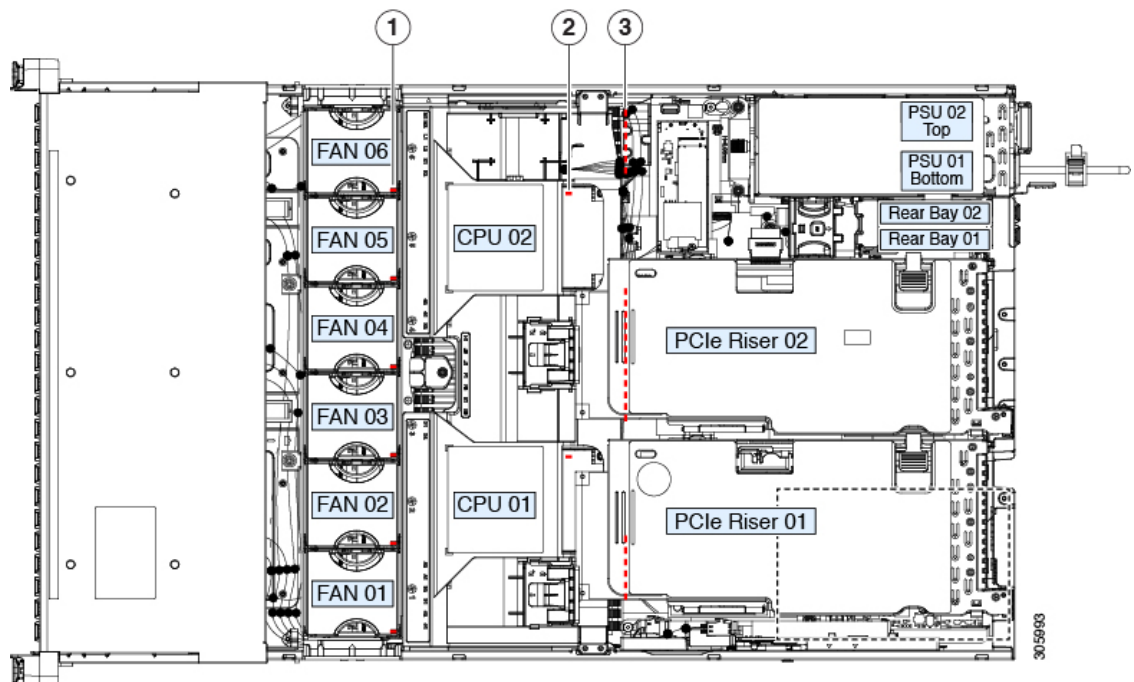 1 2 3
FAN 06
FAN 05
FAN 04
FAN 03
FAN 02
FAN 01
CPU 02
CPU 01
PSU 02
Top
PSU 01
Bottom
Rear Bay 02
Rear Bay 01
PCIe Riser 02
PCIe Riser 01
305993